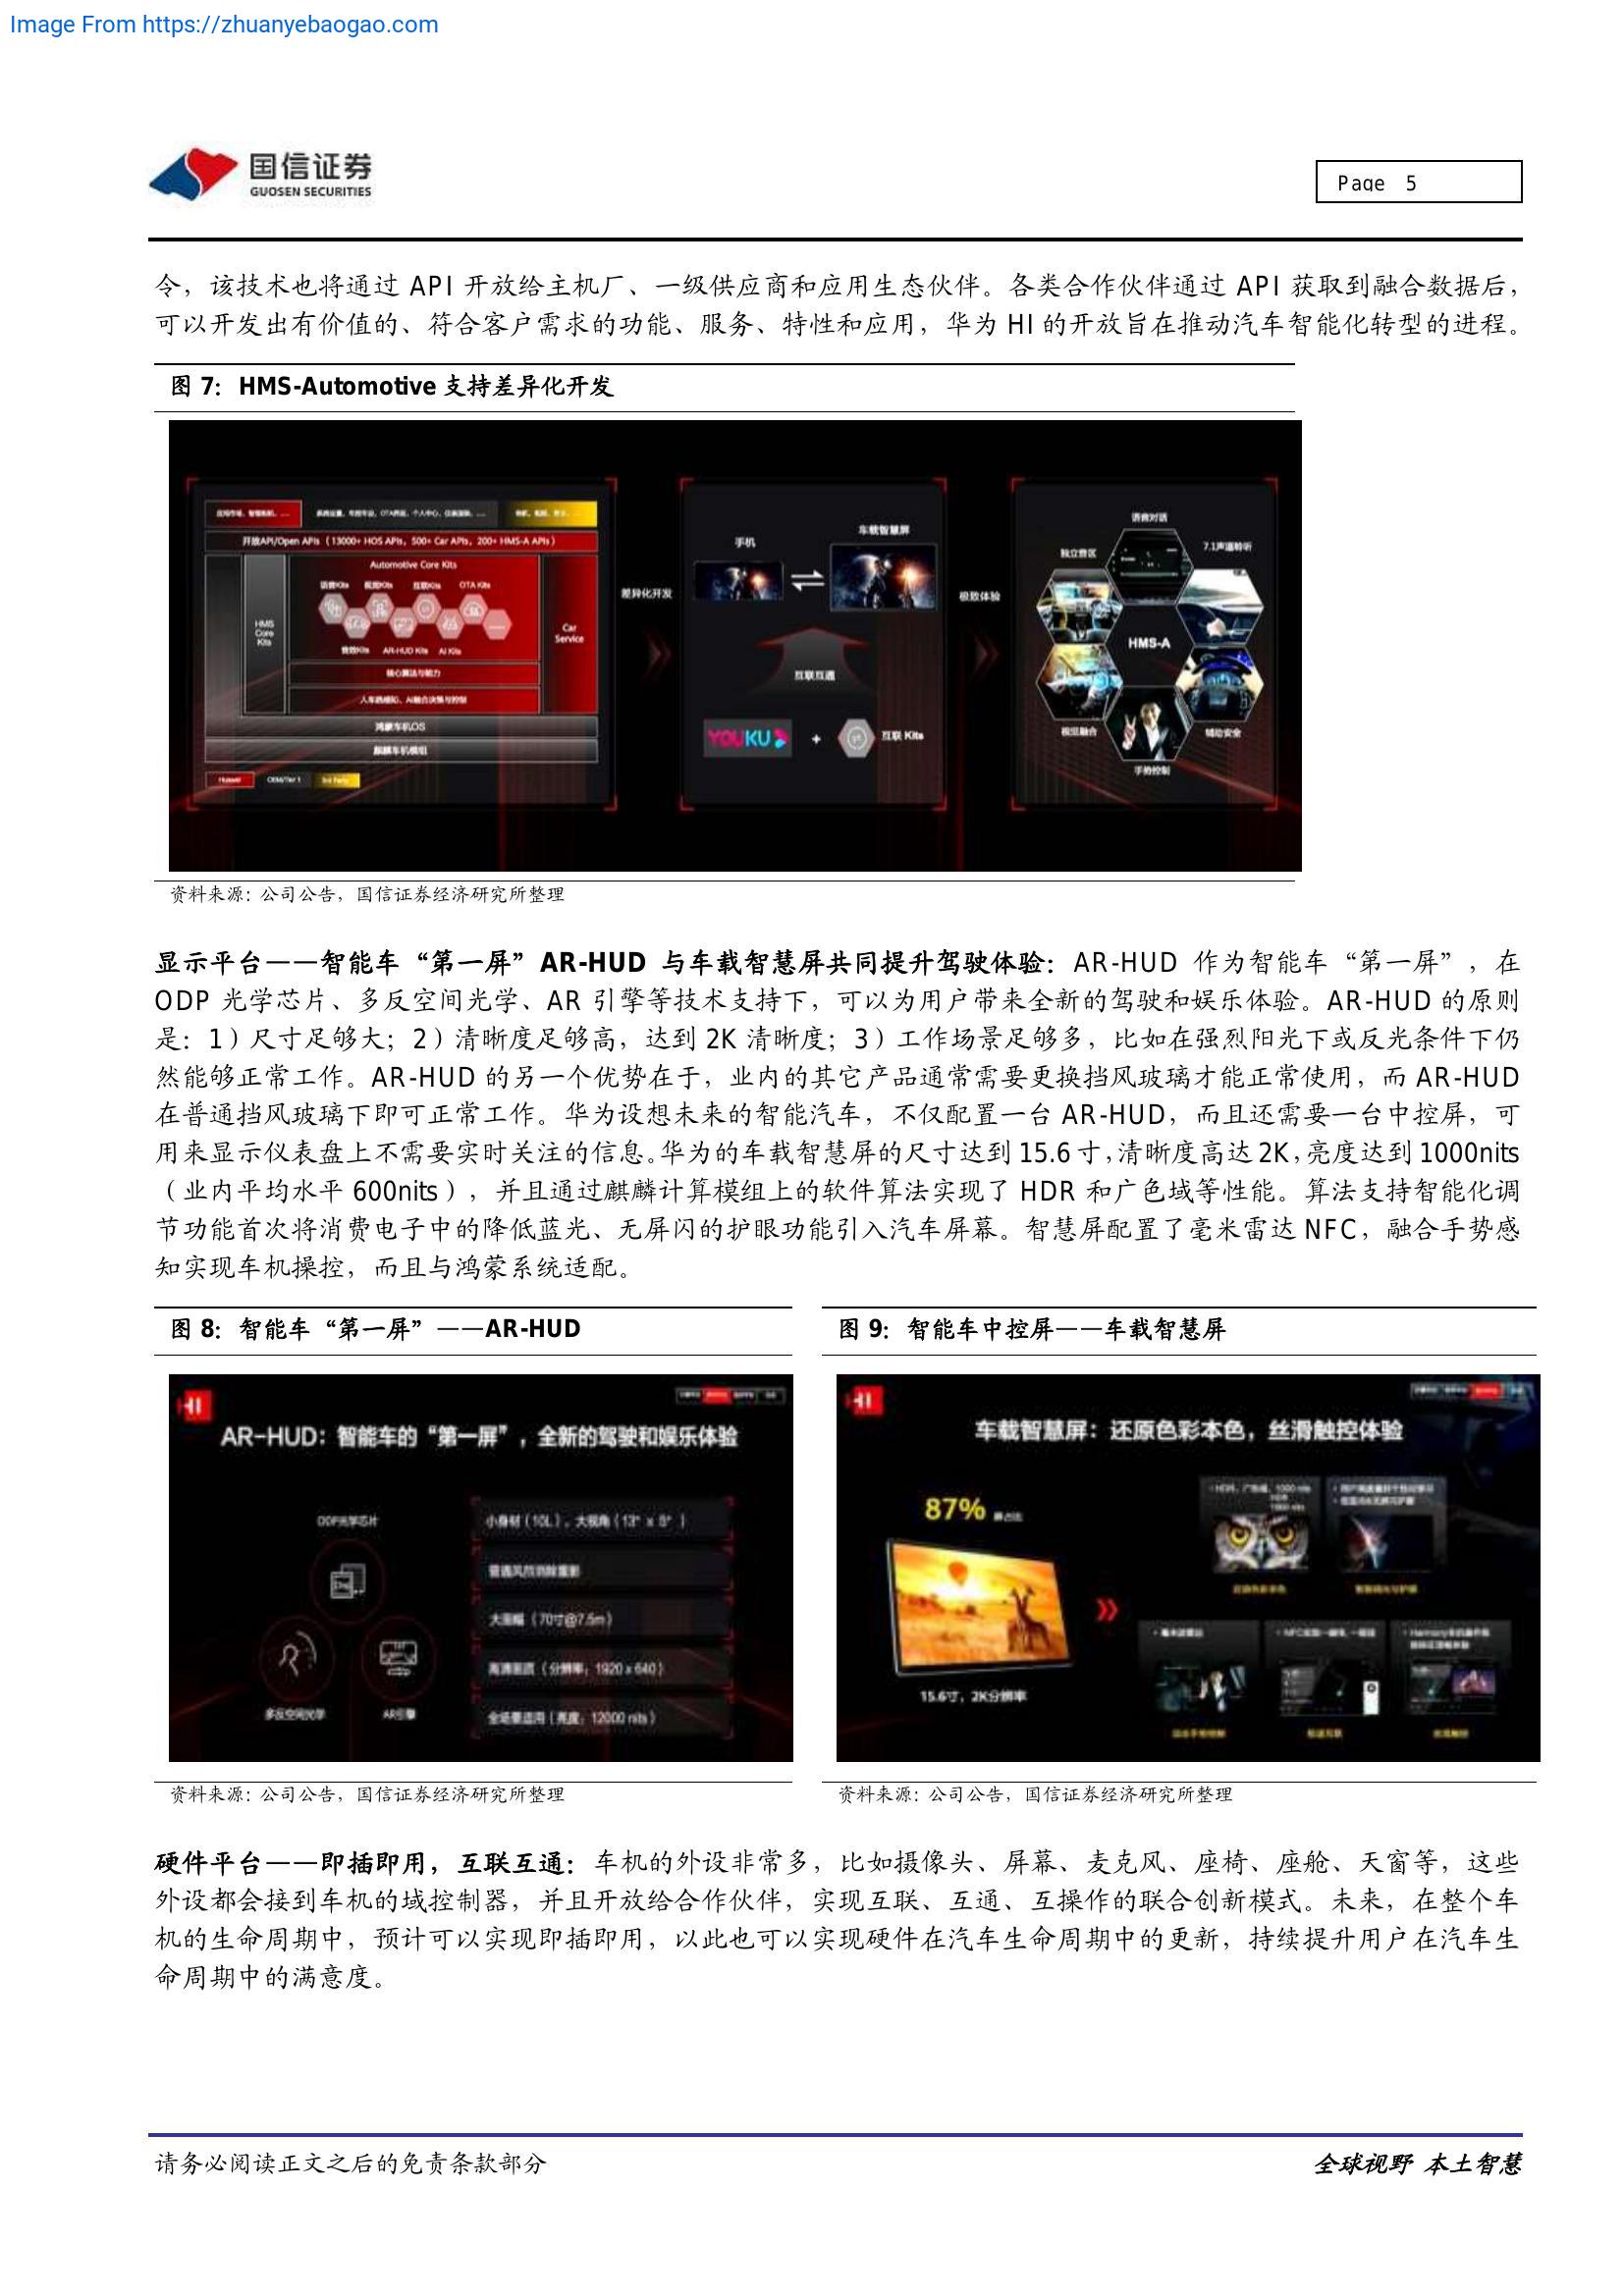 Image From https://zhuanyebaogao.com
国信证券
GUOSEN SECURITIES
Page 5
令，该技术也将通过 API 开放给主机厂、一级供应商和应用生态伙伴。各类合作伙伴通过 API 获取到融合数据后，
可以开发出有价值的、符合客户需求的功能、服务、特性和应用，华为 HI 的开放旨在推动汽车智能化转型的进程。
图 7：HMS-Automotive 支持差异化开发
开放API/Open APIs（13000+ HOS APIs，500+ Car APIs，200+ HMS-A APIs）
Automotive Core Kits
语音Kits 视觉Kits 互联Kits OTA Kits
HMS Core Kits
Car Service
音效Kits AR-HUD Kits AI Kits
核心算法与能力
鸿蒙车机OS
麒麟车机模组
Huawei OEM/Tier 1 3rd Party
差异化开发
手机
车载智慧屏
互联互通
YOUKU + 互联 Kits
极致体验
语音对话
独立音区
7.1声道聆听
HMS-A
视觉融合
辅助安全
手势控制
资料来源：公司公告，国信证券经济研究所整理
显示平台——智能车“第一屏”AR-HUD 与车载智慧屏共同提升驾驶体验：AR-HUD 作为智能车“第一屏”，在
ODP 光学芯片、多反空间光学、AR 引擎等技术支持下，可以为用户带来全新的驾驶和娱乐体验。AR-HUD 的原则
是：1）尺寸足够大；2）清晰度足够高，达到 2K 清晰度；3）工作场景足够多，比如在强烈阳光下或反光条件下仍
然能够正常工作。AR-HUD 的另一个优势在于，业内的其它产品通常需要更换挡风玻璃才能正常使用，而 AR-HUD
在普通挡风玻璃下即可正常工作。华为设想未来的智能汽车，不仅配置一台 AR-HUD，而且还需要一台中控屏，可
用来显示仪表盘上不需要实时关注的信息。华为的车载智慧屏的尺寸达到 15.6 寸，清晰度高达 2K，亮度达到 1000nits
（业内平均水平 600nits），并且通过麒麟计算模组上的软件算法实现了 HDR 和广色域等性能。算法支持智能化调
节功能首次将消费电子中的降低蓝光、无屏闪的护眼功能引入汽车屏幕。智慧屏配置了毫米雷达 NFC，融合手势感
知实现车机操控，而且与鸿蒙系统适配。
图 8：智能车“第一屏”——AR-HUD
HI
AR-HUD：智能车的“第一屏”，全新的驾驶和娱乐体验
ODP光学芯片
多反空间光学
AR引擎
小身材（10L），大视角（13° x 5°）
普通风挡消除重影
大画幅（70寸@7.5m）
高清画质（分辨率：1920 x 640）
全场景适用（亮度：12000 nits）
资料来源：公司公告，国信证券经济研究所整理
图 9：智能车中控屏——车载智慧屏
HI
车载智慧屏：还原色彩本色，丝滑触控体验
87% 屏占比
15.6寸，2K分辨率
资料来源：公司公告，国信证券经济研究所整理
硬件平台——即插即用，互联互通：车机的外设非常多，比如摄像头、屏幕、麦克风、座椅、座舱、天窗等，这些
外设都会接到车机的域控制器，并且开放给合作伙伴，实现互联、互通、互操作的联合创新模式。未来，在整个车
机的生命周期中，预计可以实现即插即用，以此也可以实现硬件在汽车生命周期中的更新，持续提升用户在汽车生
命周期中的满意度。
请务必阅读正文之后的免责条款部分
全球视野 本土智慧